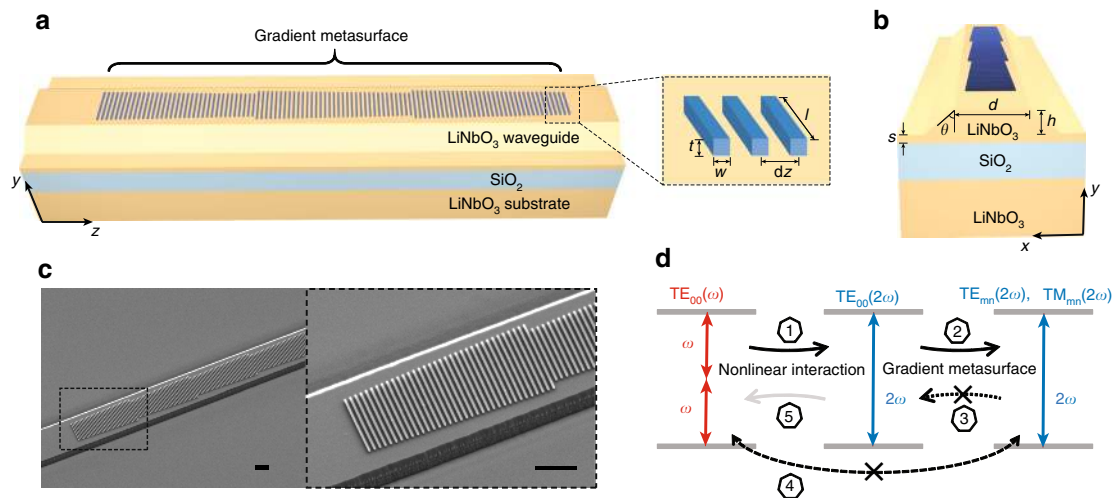 a
Gradient metasurface
LiNbO₃ waveguide
SiO₂
LiNbO₃ substrate
y
z
l
t
w
dz
b
d
h
θ
LiNbO₃
s
SiO₂
LiNbO₃
y
x
c
d
TE₀₀(ω)
TE₀₀(2ω)
TEₘₙ(2ω), TMₘₙ(2ω)
1
2
ω
Nonlinear interaction
Gradient metasurface
ω
2ω
2ω
5
3
4